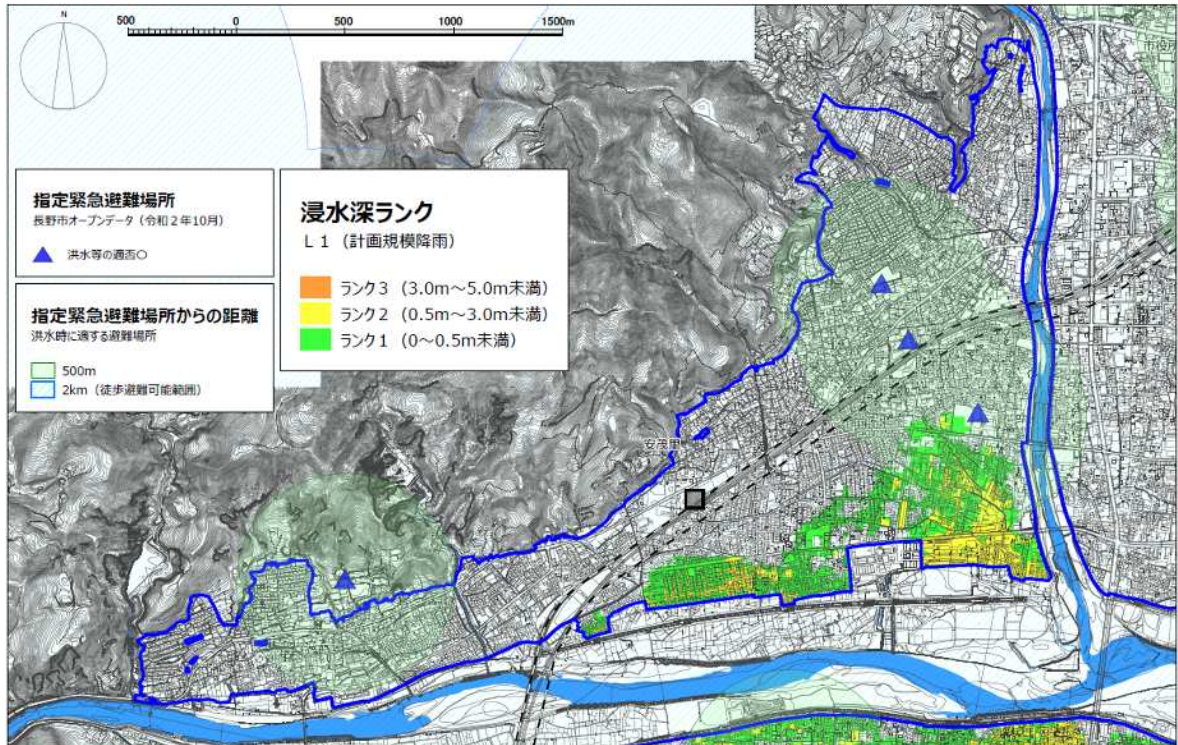 500 0 500 1000 1500m
N
市役所
指定緊急避難場所
長野市オープンデータ（令和２年10月）
洪水等の適否〇
指定緊急避難場所からの距離
洪水時に適する避難場所
500m
2km（徒歩避難可能範囲）
浸水深ランク
Ｌ１（計画規模降雨）
ランク３（3.0m～5.0m未満）
ランク２（0.5m～3.0m未満）
ランク１（0～0.5m未満）
安茂里